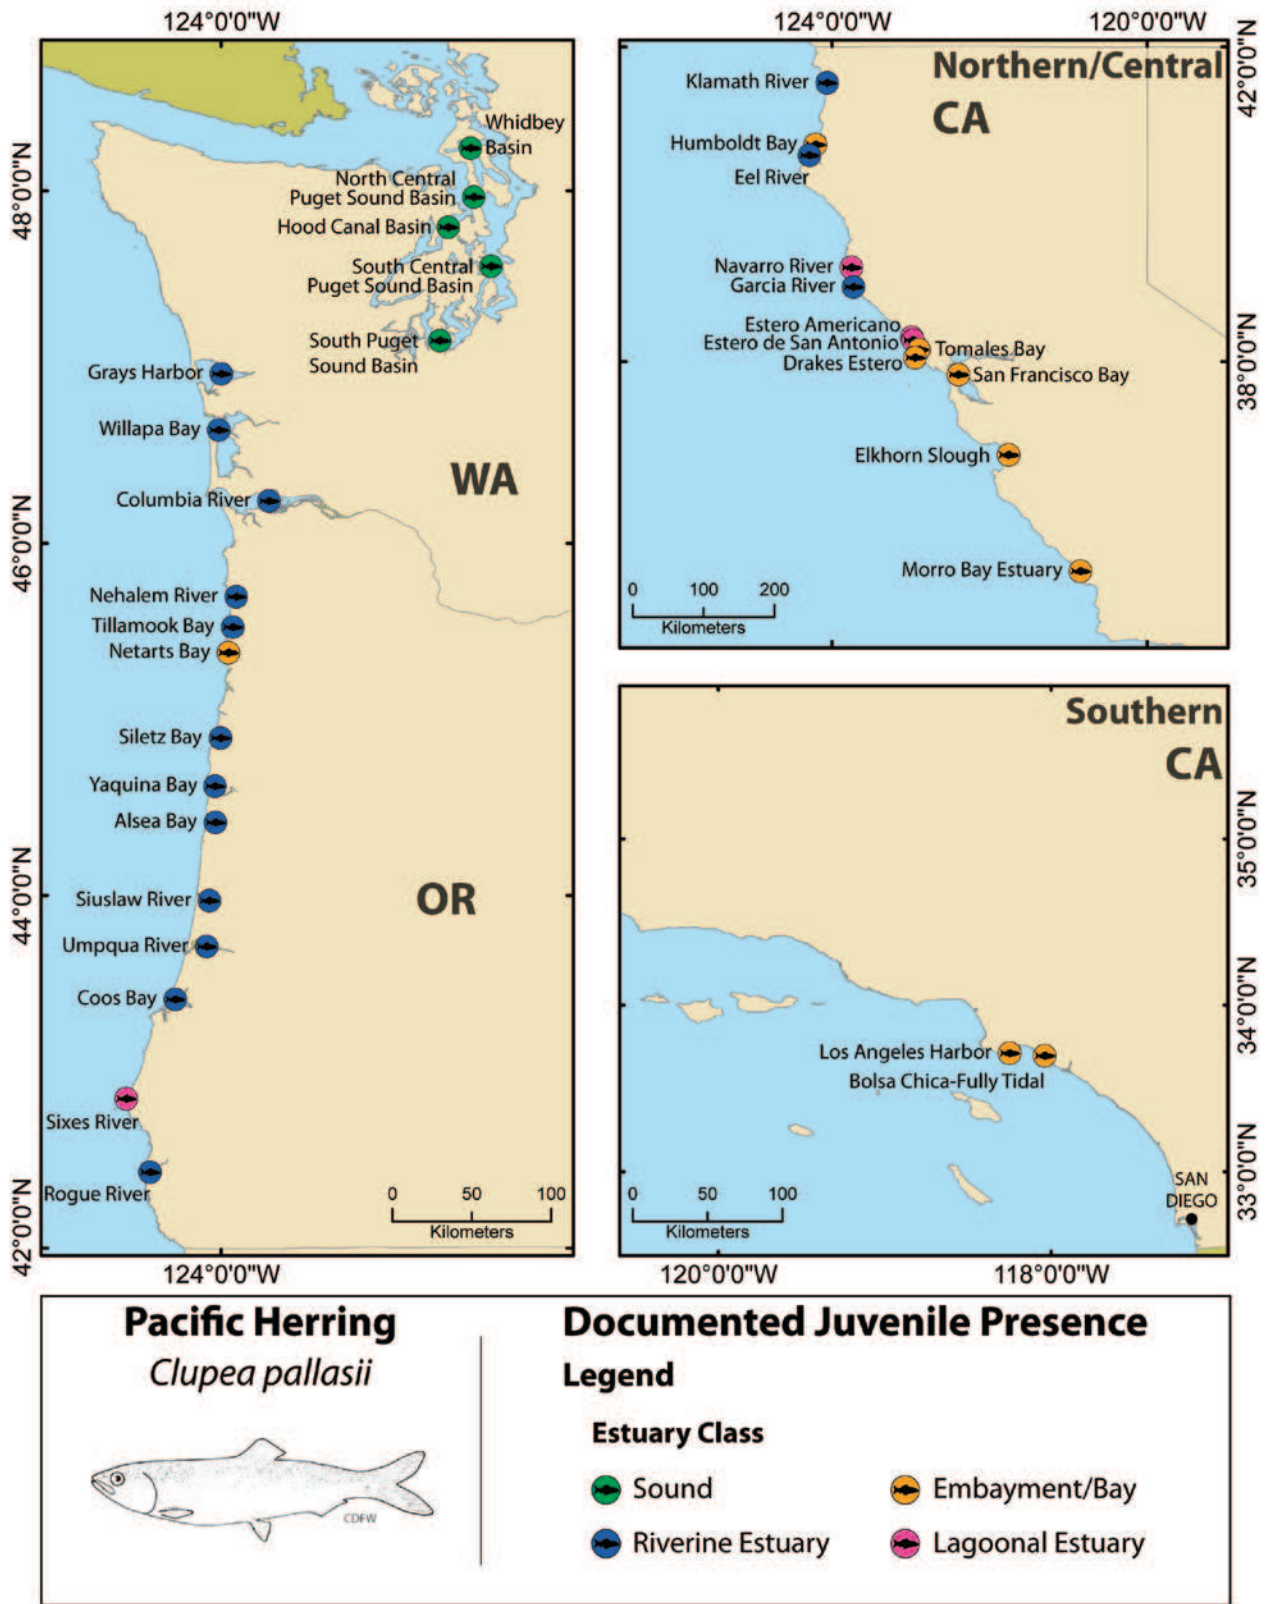 124°0'0"W
124°0'0"W
120°0'0"W
Whidbey
Basin
North Central
Puget Sound Basin
Hood Canal Basin
South Central
Puget Sound Basin
South Puget
Sound Basin
Grays Harbor
Willapa Bay
Columbia River
WA
Nehalem River
Tillamook Bay
Netarts Bay
Siletz Bay
Yaquina Bay
Alsea Bay
Siuslaw River
OR
Umpqua River
Coos Bay
Sixes River
Rogue River
0 50 100
Kilometers
48°0'0"N
46°0'0"N
44°0'0"N
42°0'0"N
124°0'0"W
Northern/Central
CA
Klamath River
Humboldt Bay
Eel River
Navarro River
Garcia River
Estero Americano
Estero de San Antonio
Tomales Bay
Drakes Estero
San Francisco Bay
Elkhorn Slough
Morro Bay Estuary
0 100 200
Kilometers
42°0'0"N
38°0'0"N
Southern
CA
Los Angeles Harbor
Bolsa Chica-Fully Tidal
SAN
DIEGO
0 50 100
Kilometers
35°0'0"N
34°0'0"N
33°0'0"N
120°0'0"W
118°0'0"W
Pacific Herring
Clupea pallasii
CDFW
Documented Juvenile Presence
Legend
Estuary Class
Sound
Embayment/Bay
Riverine Estuary
Lagoonal Estuary